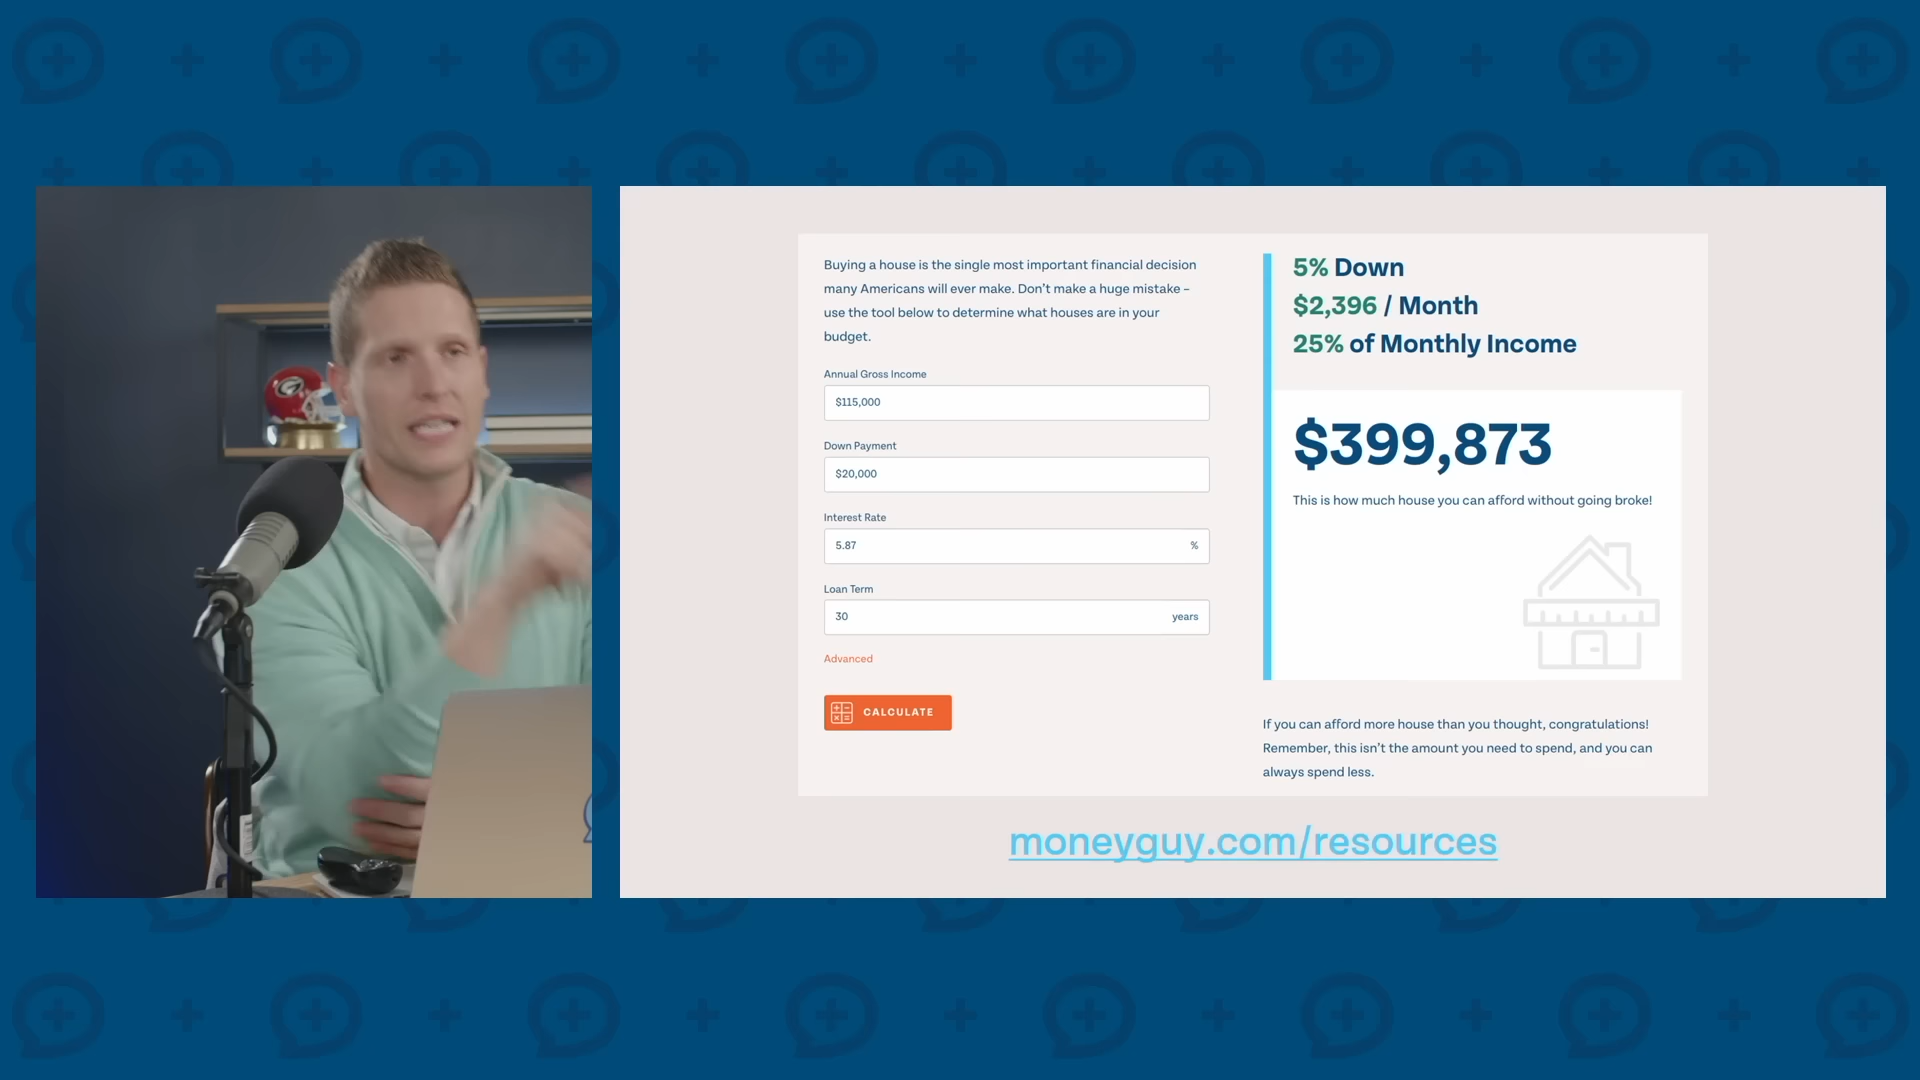 Buying a house is the single most important financial decision
many Americans will ever make. Don't make a huge mistake –
use the tool below to determine what houses are in your
budget.
Annual Gross Income
$115,000
Down Payment
$20,000
Interest Rate
5.87 %
Loan Term
30 years
Advanced
CALCULATE
5% Down
$2,396 / Month
25% of Monthly Income
$399,873
This is how much house you can afford without going broke!
If you can afford more house than you thought, congratulations!
Remember, this isn't the amount you need to spend, and you can
always spend less.
moneyguy.com/resources
G